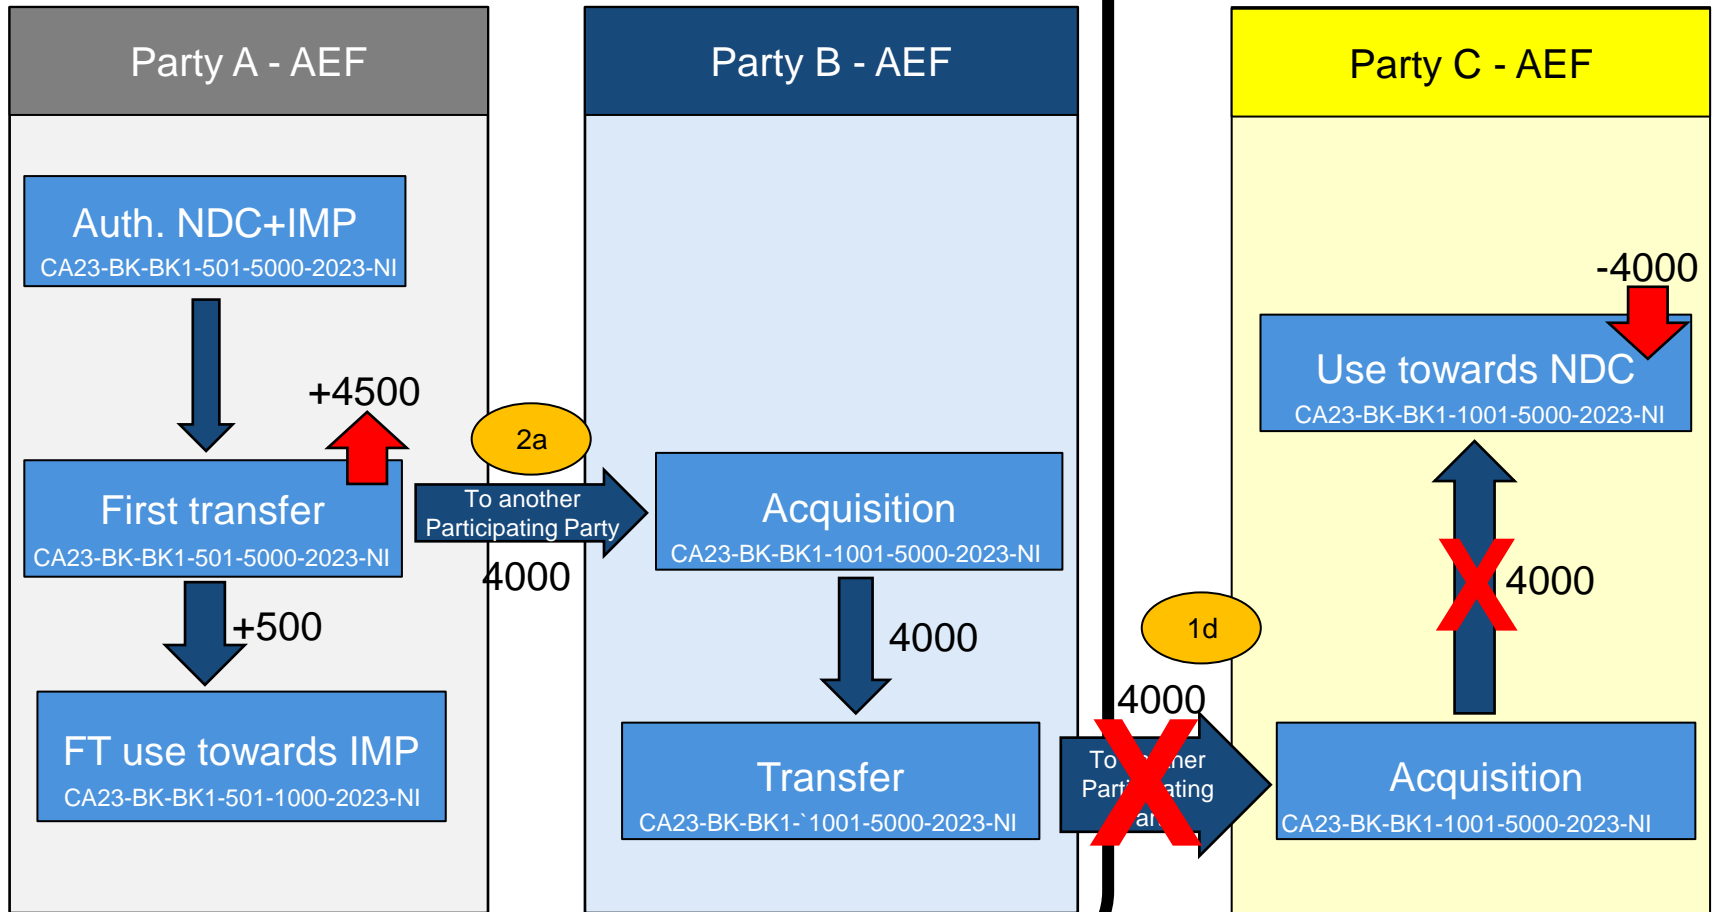 Party A - AEF
Auth. NDC+IMP
CA23-BK-BK1-501-5000-2023-NI
+4500
First transfer
CA23-BK-BK1-501-5000-2023-NI
+500
FT use towards IMP
CA23-BK-BK1-501-1000-2023-NI
2a
To another
Participating Party
4000
Party B - AEF
Acquisition
CA23-BK-BK1-1001-5000-2023-NI
4000
Transfer
CA23-BK-BK1-`1001-5000-2023-NI
1d
4000
To
Party C - AEF
-4000
Use towards NDC
CA23-BK-BK1-1001-5000-2023-NI
4000
Acquisition
CA23-BK-BK1-1001-5000-2023-NI